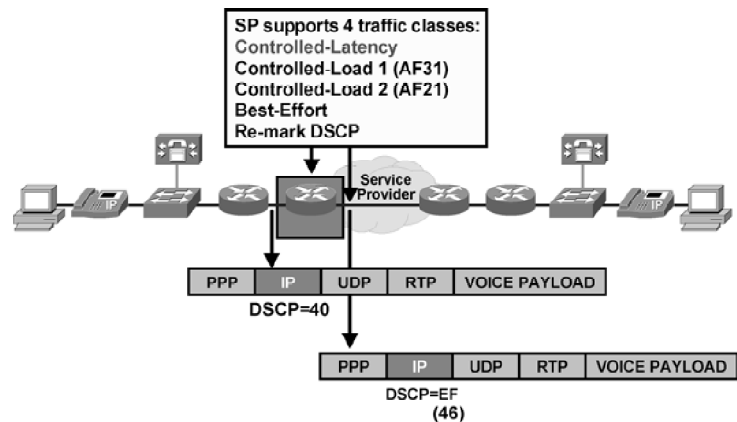 SP supports 4 traffic classes:
Controlled-Latency
Controlled-Load 1 (AF31)
Controlled-Load 2 (AF21)
Best-Effort
Re-mark DSCP
IP
Service
Provider
IP
PPP IP UDP RTP VOICE PAYLOAD
DSCP=40
PPP IP UDP RTP VOICE PAYLOAD
DSCP=EF
(46)